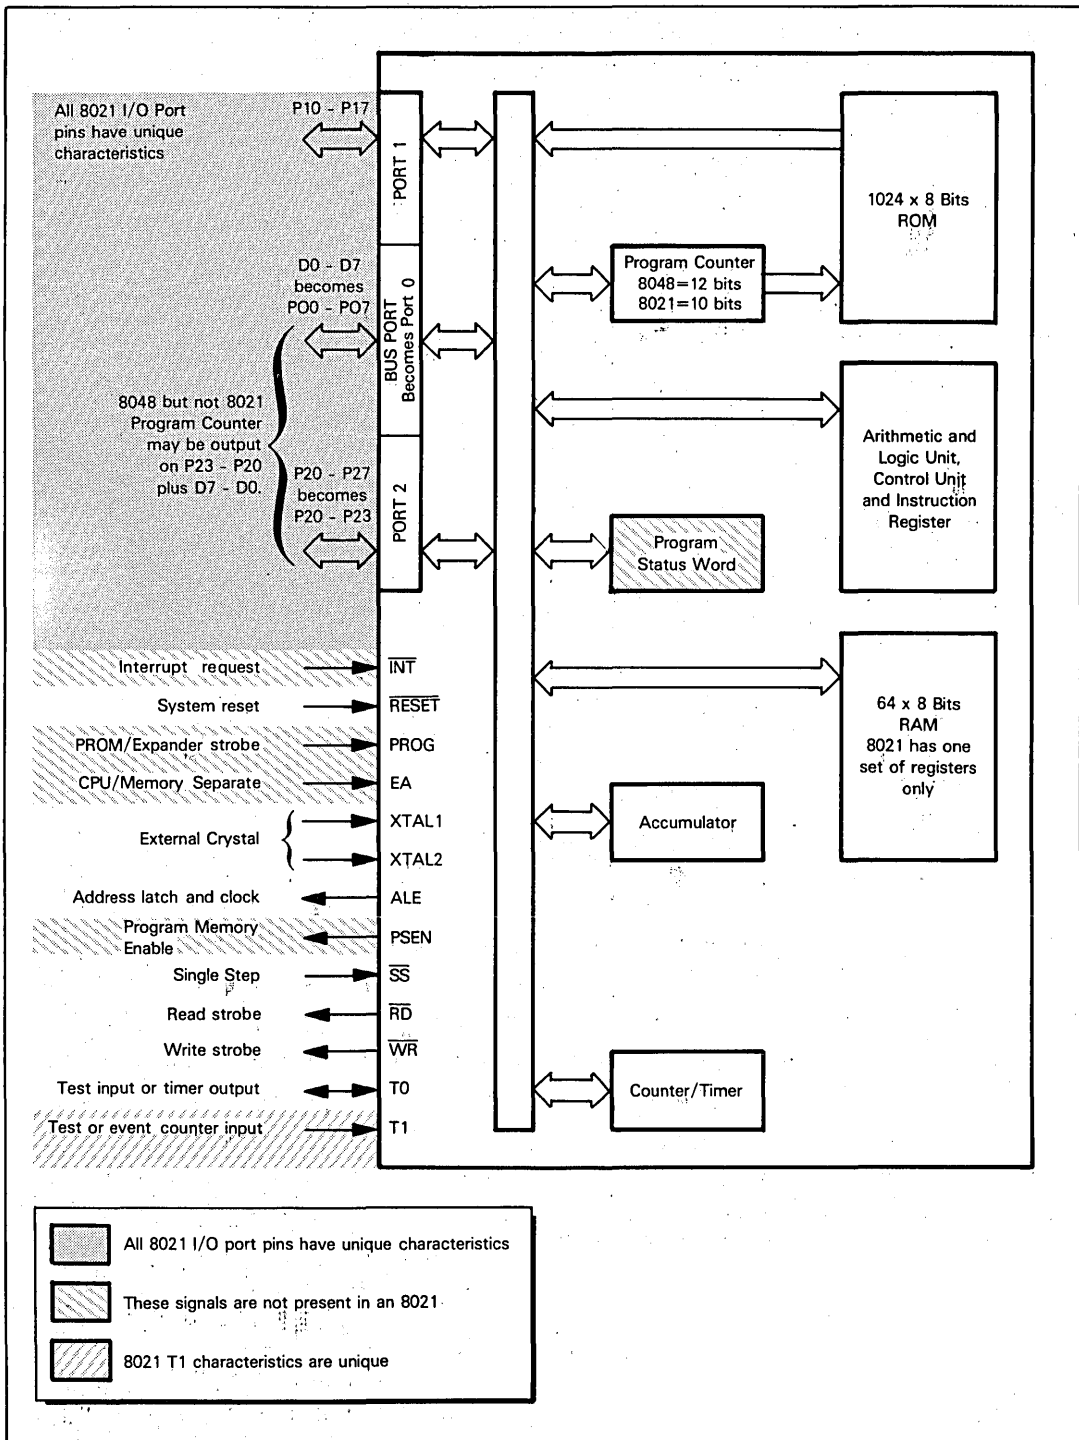 All 8021 I/O Port
pins have unique
characteristics
P10 - P17
PORT 1
D0 - D7
becomes
PO0 - PO7
BUS PORT
Becomes Port 0
8048 but not 8021
Program Counter
may be output
on P23 - P20
plus D7 - D0.
P20 - P27
becomes
P20 - P23
PORT 2
1024 x 8 Bits
ROM
Program Counter
8048=12 bits
8021=10 bits
Arithmetic and
Logic Unit,
Control Unit
and Instruction
Register
Program
Status Word
64 x 8 Bits
RAM
8021 has one
set of registers
only
Accumulator
Counter/Timer
Interrupt request INT
System reset RESET
PROM/Expander strobe PROG
CPU/Memory Separate EA
External Crystal
XTAL1
XTAL2
Address latch and clock ALE
Program Memory
Enable
PSEN
Single Step SS
Read strobe RD
Write strobe WR
Test input or timer output T0
Test or event counter input T1
All 8021 I/O port pins have unique characteristics
These signals are not present in an 8021
8021 T1 characteristics are unique